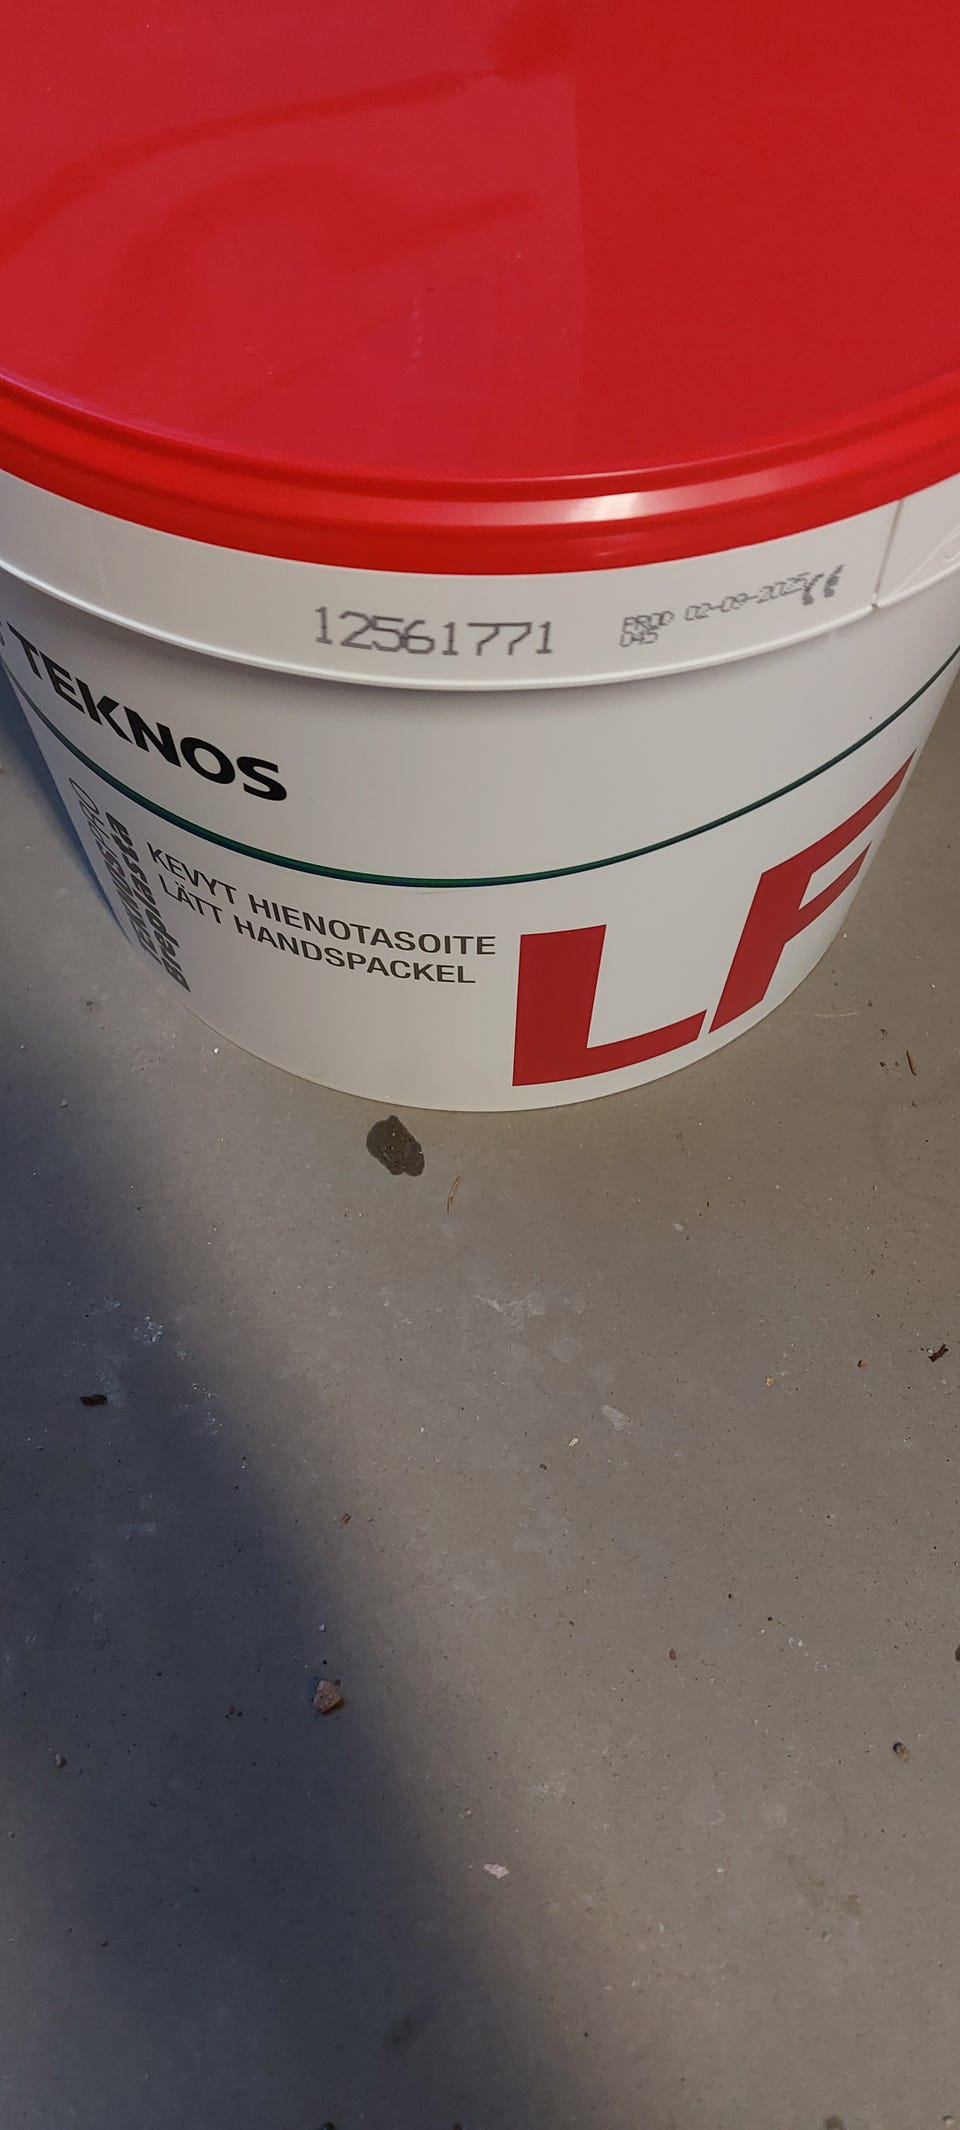 12561771
PROD 02-09-2025
045
TEKNOS
KEVYT HIENOTASOITE
LÄTT HANDSPACKEL
LF